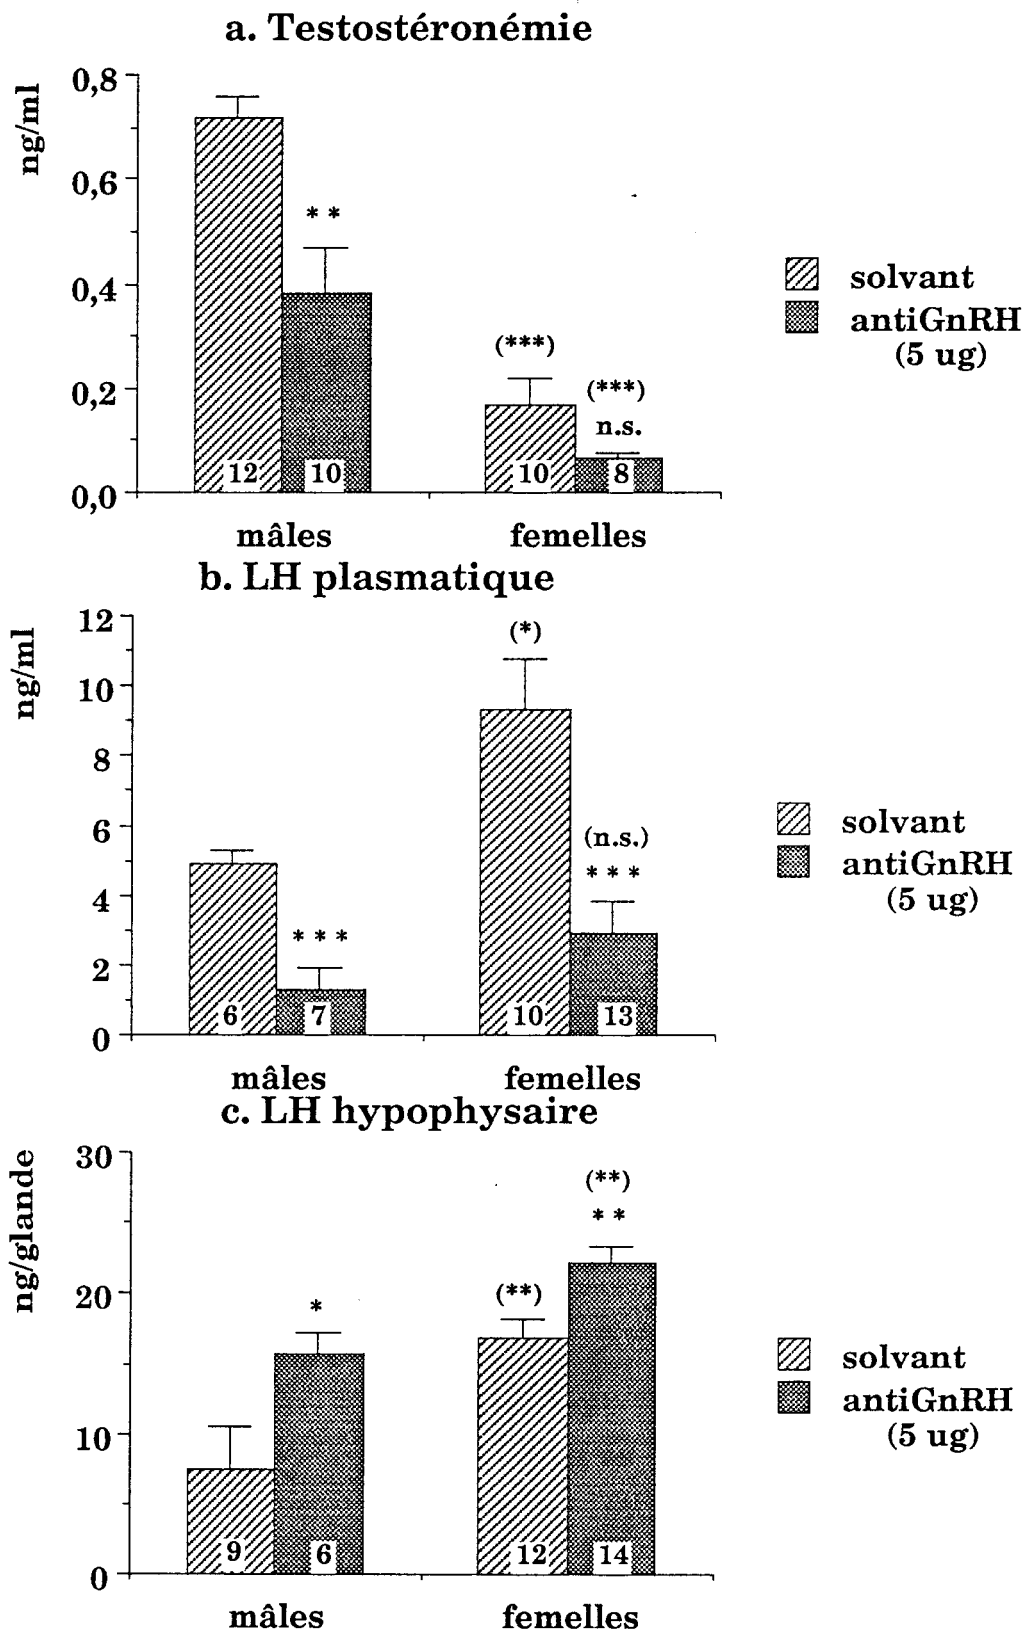 a. Testostéronémie
ng/ml
0,8
0,6
0,4
0,2
0,0
* *
(***)
(***)
n.s.
12
10
10
8
mâles
femelles
solvant
antiGnRH
(5 ug)
b. LH plasmatique
ng/ml
12
10
8
6
4
2
0
(*)
(n.s.)
* * *
* * *
6
7
10
13
mâles
femelles
solvant
antiGnRH
(5 ug)
c. LH hypophysaire
ng/glande
30
20
10
0
(**)
* *
(**)
*
9
6
12
14
mâles
femelles
solvant
antiGnRH
(5 ug)